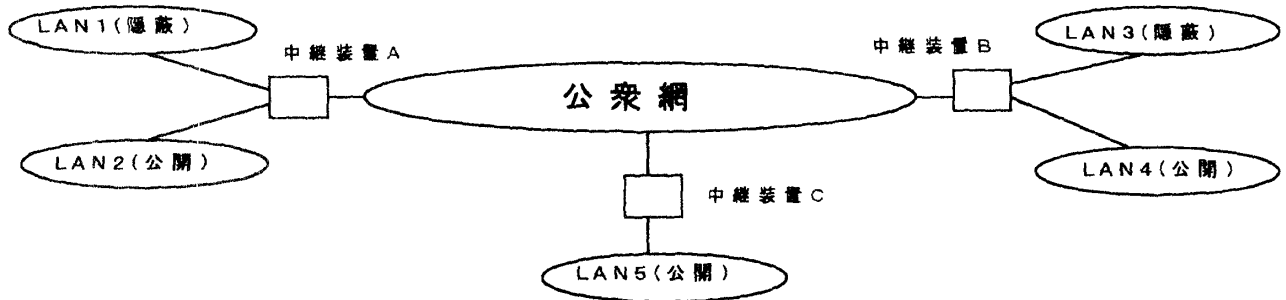 LAN1(隠蔽)
中継装置A
LAN2(公開)
公衆網
中継装置B
LAN3(隠蔽)
LAN4(公開)
中継装置C
LAN5(公開)